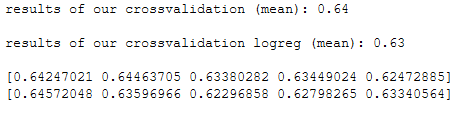 results of our crossvalidation (mean): 0.64
results of our crossvalidation logreg (mean): 0.63
[0.64247021 0.64463705 0.63380282 0.63449024 0.62472885]
[0.64572048 0.63596966 0.62296858 0.62798265 0.63340564]